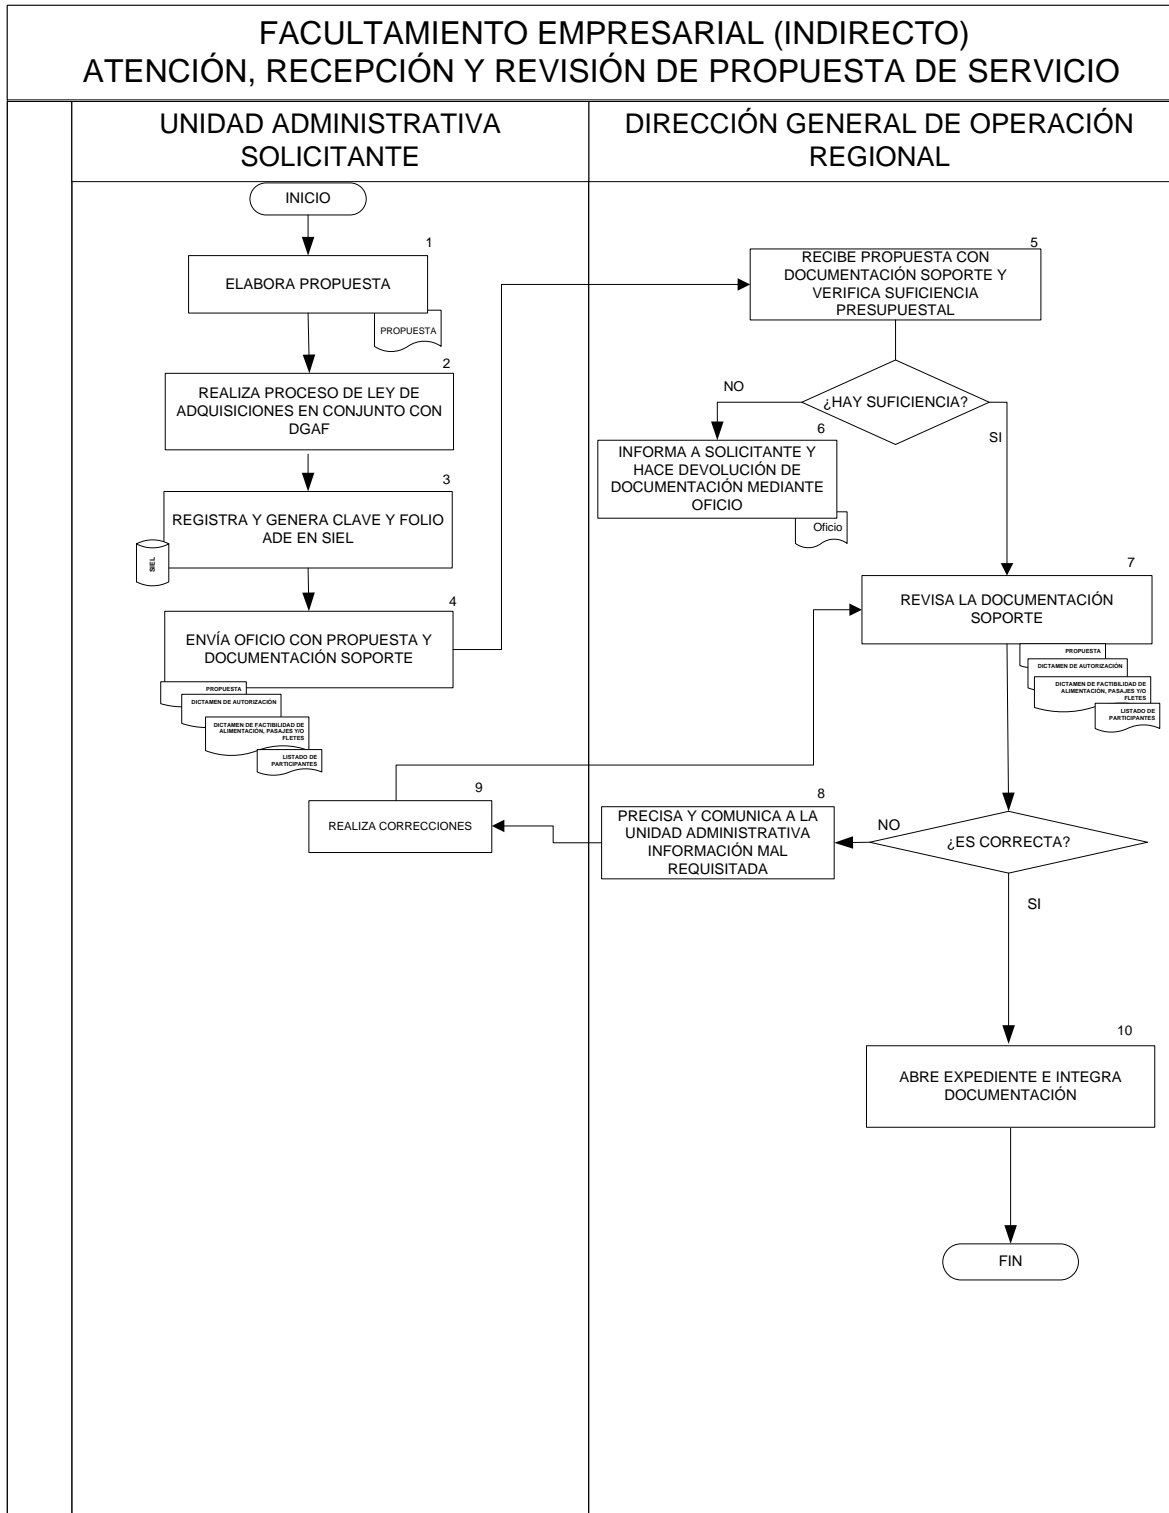 FACULTAMIENTO EMPRESARIAL (INDIRECTO)
ATENCIÓN, RECEPCIÓN Y REVISIÓN DE PROPUESTA DE SERVICIO
UNIDAD ADMINISTRATIVA
SOLICITANTE
DIRECCIÓN GENERAL DE OPERACIÓN
REGIONAL
INICIO
1
ELABORA PROPUESTA
PROPUESTA
2
REALIZA PROCESO DE LEY DE
ADQUISICIONES EN CONJUNTO CON
DGAF
3
REGISTRA Y GENERA CLAVE Y FOLIO
ADE EN SIEL
SIEL
4
ENVÍA OFICIO CON PROPUESTA Y
DOCUMENTACIÓN SOPORTE
PROPUESTA
DICTAMEN DE AUTORIZACIÓN
DICTAMEN DE FACTIBILIDAD DE
ALIMENTACIÓN, PASAJES Y/O
FLETES
LISTADO DE
PARTICIPANTES
5
RECIBE PROPUESTA CON
DOCUMENTACIÓN SOPORTE Y
VERIFICA SUFICIENCIA
PRESUPUESTAL
¿HAY SUFICIENCIA?
NO
SI
6
INFORMA A SOLICITANTE Y
HACE DEVOLUCIÓN DE
DOCUMENTACIÓN MEDIANTE
OFICIO
Oficio
7
REVISA LA DOCUMENTACIÓN
SOPORTE
PROPUESTA
DICTAMEN DE AUTORIZACIÓN
DICTAMEN DE FACTIBILIDAD DE
ALIMENTACIÓN, PASAJES Y/O
FLETES
LISTADO DE
PARTICIPANTES
¿ES CORRECTA?
NO
SI
8
PRECISA Y COMUNICA A LA
UNIDAD ADMINISTRATIVA
INFORMACIÓN MAL
REQUISITADA
9
REALIZA CORRECCIONES
10
ABRE EXPEDIENTE E INTEGRA
DOCUMENTACIÓN
FIN